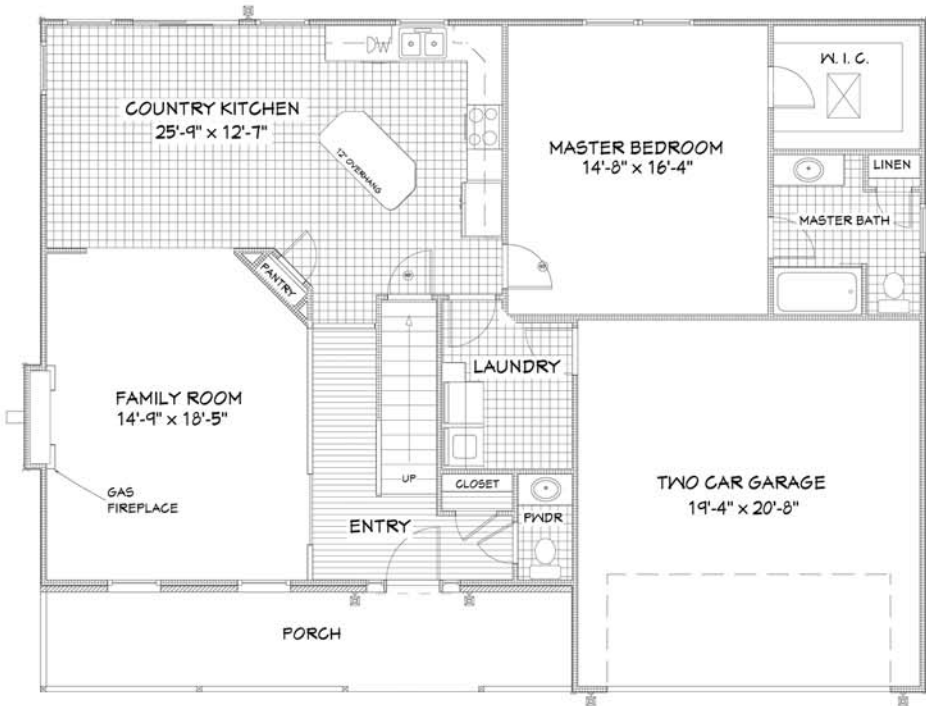 DW
W. I. C.
COUNTRY KITCHEN
25'-9" x 12'-7"
12" OVERHANG
MASTER BEDROOM
14'-8" x 16'-4"
LINEN
MASTER BATH
PANTRY
LAUNDRY
FAMILY ROOM
14'-9" x 18'-5"
UP
CLOSET
TWO CAR GARAGE
19'-4" x 20'-8"
GAS
FIREPLACE
ENTRY
PWDR
PORCH